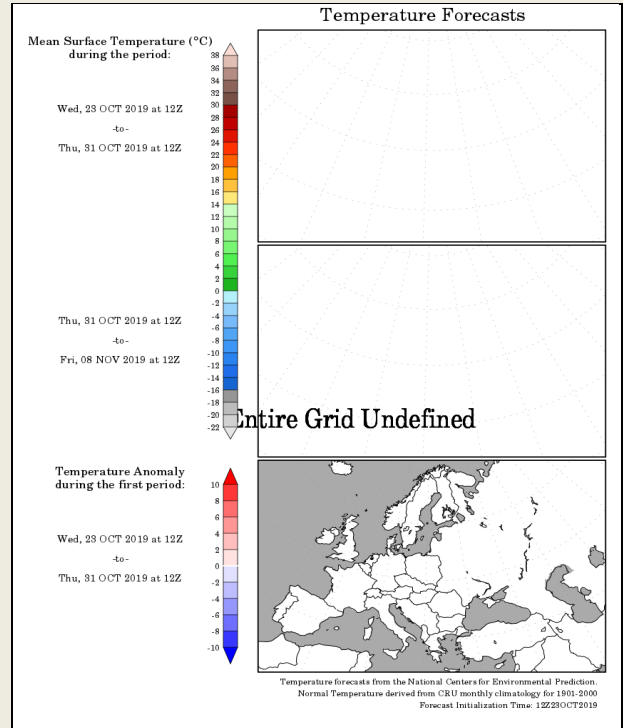 Temperature Forecasts
Mean Surface Temperature (°C)
during the period:
Wed, 23 OCT 2019 at 12Z
-to-
Thu, 31 OCT 2019 at 12Z
38
36
34
32
30
28
26
24
22
20
18
16
14
12
10
8
6
4
2
0
-2
-4
-6
-8
-10
-12
-14
-16
-18
-20
-22
Thu, 31 OCT 2019 at 12Z
-to-
Fri, 08 NOV 2019 at 12Z
Entire Grid Undefined
Temperature Anomaly
during the first period:
Wed, 23 OCT 2019 at 12Z
-to-
Thu, 31 OCT 2019 at 12Z
10
8
6
4
2
0
-2
-4
-6
-8
-10
Temperature forecasts from the National Centers for Environmental Prediction.
Normal Temperature derived from CRU monthly climatology for 1901-2000
Forecast Initialization Time: 12Z23OCT2019